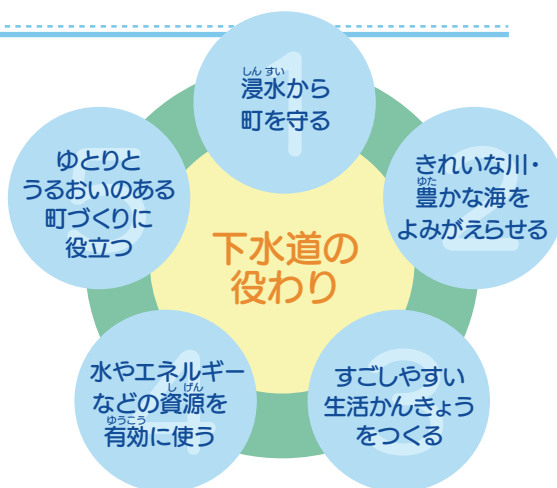 下水道の
役わり
1
しんすい
浸水から
町を守る
2
きれいな川・
ゆた
豊かな海を
よみがえらせる
3
すごしやすい
生活かんきょう
をつくる
4
水やエネルギー
しげん
などの資源を
ゆうこう
有効に使う
5
ゆとりと
うるおいのある
町づくりに
役立つ